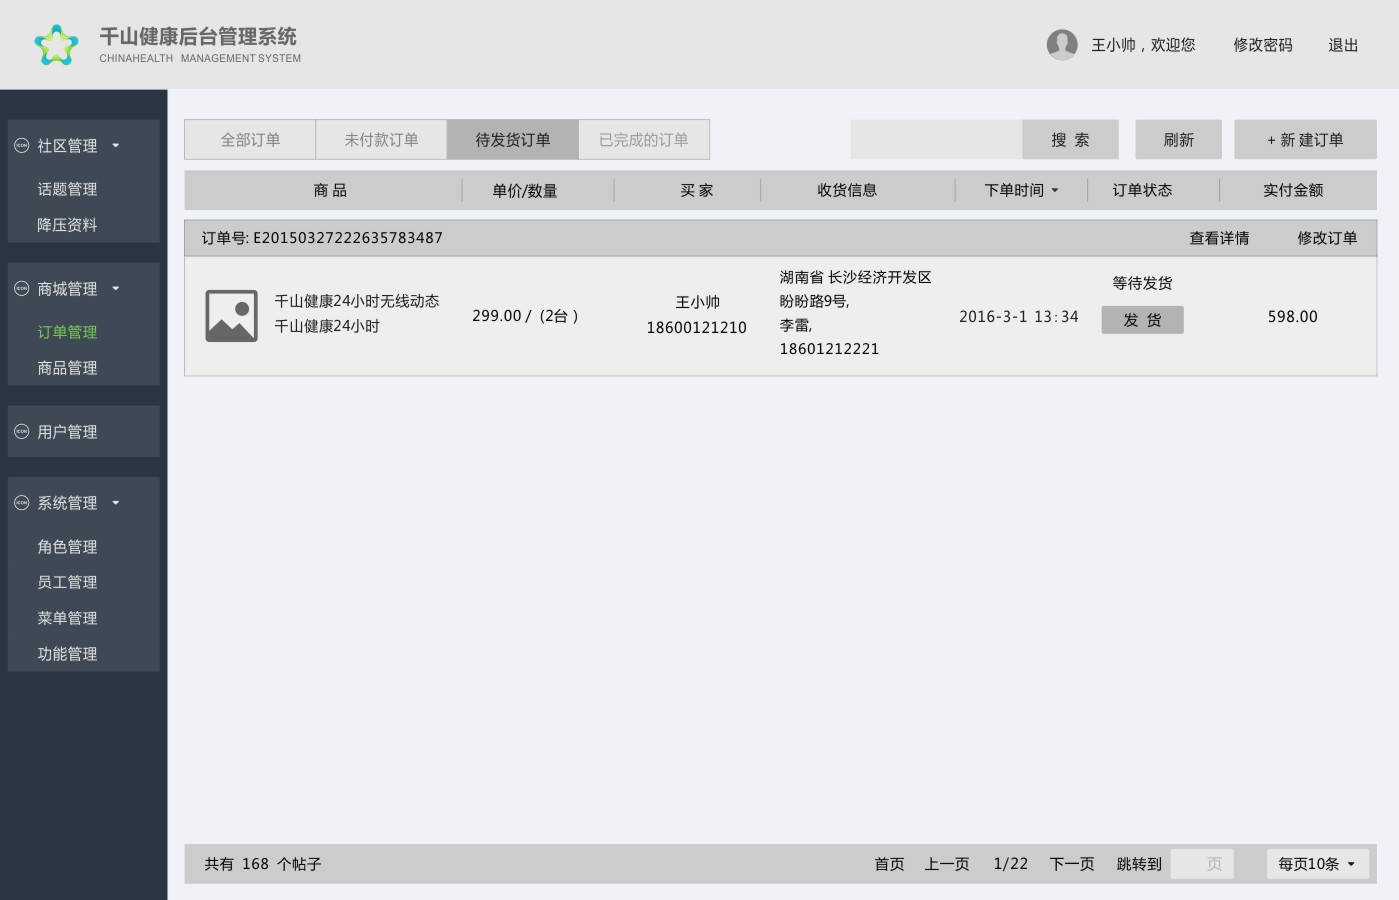 千山健康后台管理系统
CHINAHEALTH MANAGEMENT SYSTEM
王小帅，欢迎您 修改密码 退出
ICON 社区管理
话题管理
降压资料
ICON 商城管理
订单管理
商品管理
ICON 用户管理
ICON 系统管理
角色管理
员工管理
菜单管理
功能管理
全部订单 未付款订单 待发货订单 已完成的订单 搜 索 刷新 + 新 建订单
商 品 单价/数量 买 家 收货信息 下单时间 订单状态 实付金额
订单号: E20150327222635783487 查看详情 修改订单
千山健康24小时无线动态
千山健康24小时
299.00 / (2台 )
王小帅
18600121210
湖南省 长沙经济开发区
盼盼路9号,
李雷,
18601212221
2016-3-1 13:34
等待发货
发 货
598.00
共有 168 个帖子 首页 上一页 1/22 下一页 跳转到 页 每页10条